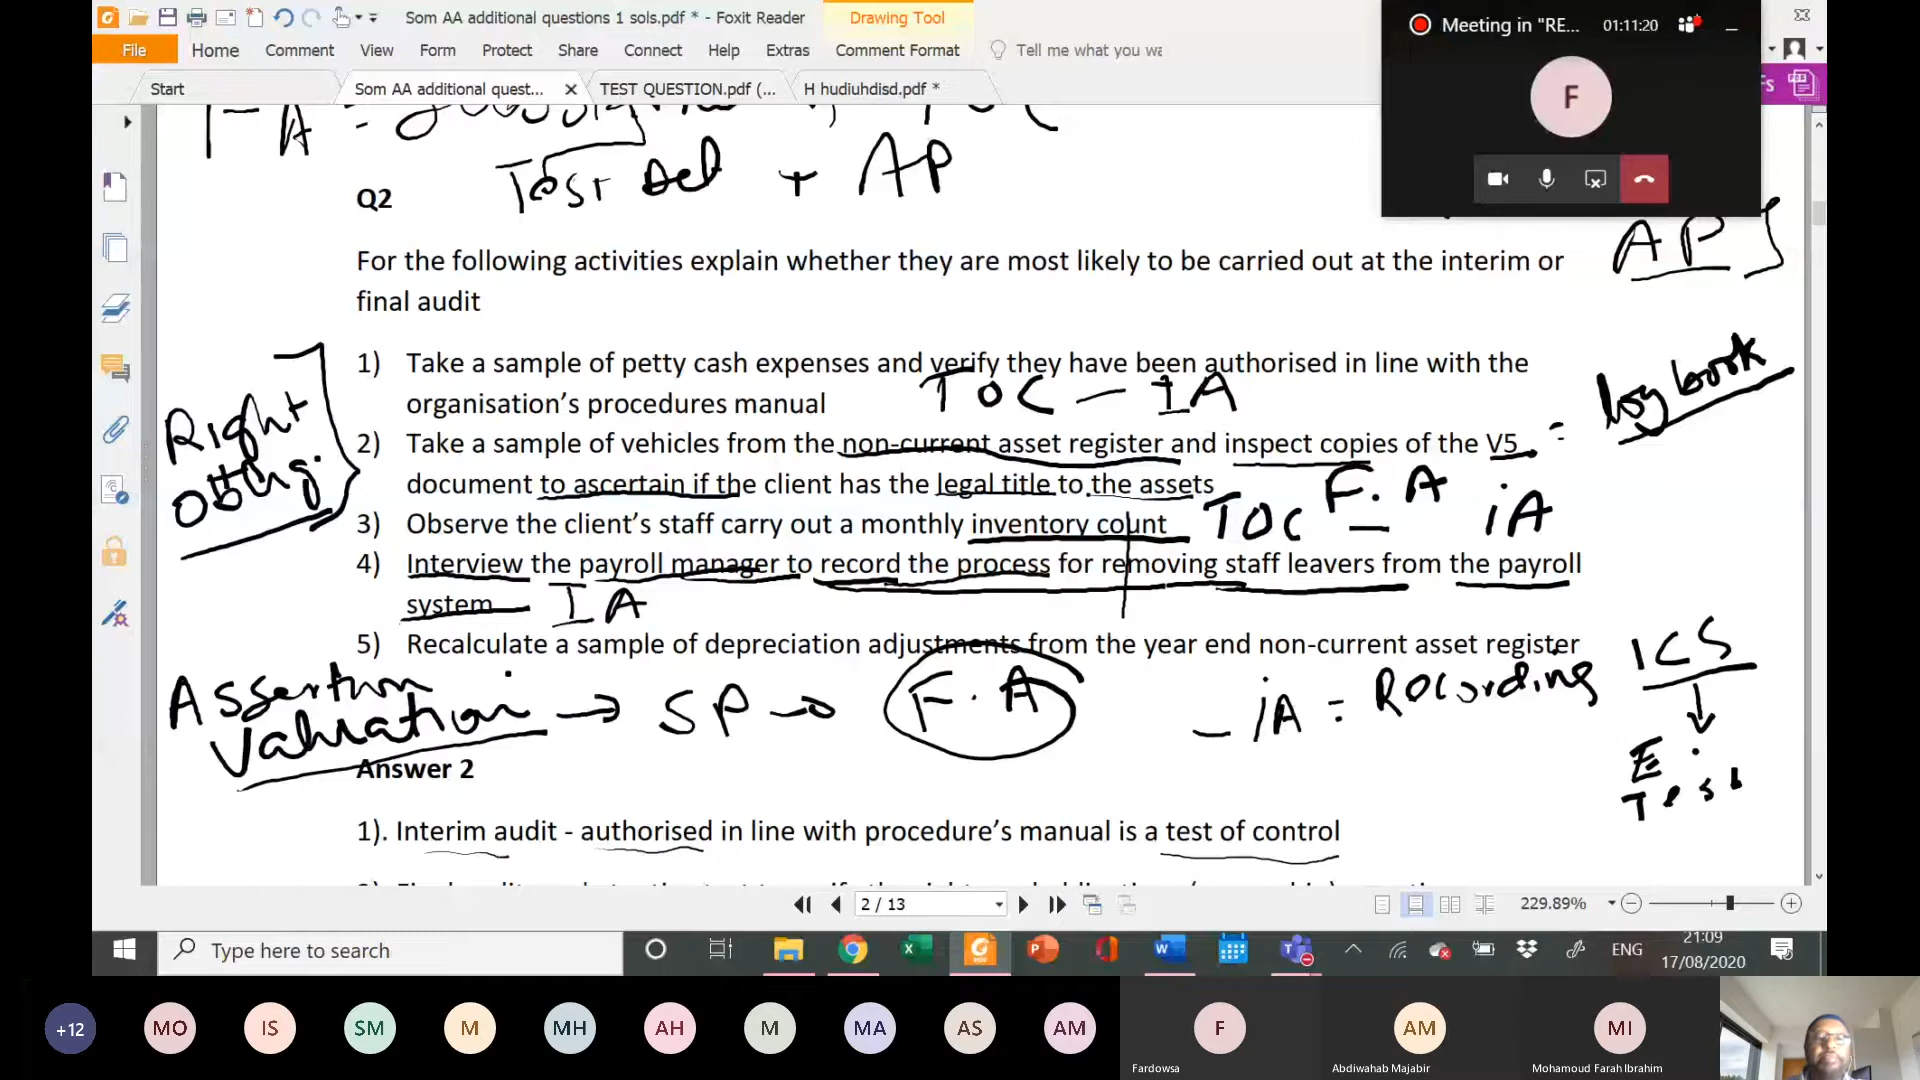 Som AA additional questions 1 sols.pdf * - Foxit Reader
Drawing Tool
File Home Comment View Form Protect Share Connect Help Extras Comment Format Tell me what you wa
Start
Som AA additional quest...
TEST QUESTION.pdf (...
H hudiuhdisd.pdf *
Meeting in "RE... 01:11:20
F
Test Det + AP
AP]
Q2
For the following activities explain whether they are most likely to be carried out at the interim or
final audit
1) Take a sample of petty cash expenses and verify they have been authorised in line with the
organisation's procedures manual
TOC - IA
2) Take a sample of vehicles from the non-current asset register and inspect copies of the V5
= log book
document to ascertain if the client has the legal title to the assets
F.A
3) Observe the client's staff carry out a monthly inventory count
TOC iA
4) Interview the payroll manager to record the process for removing staff leavers from the payroll
system
IA
5) Recalculate a sample of depreciation adjustments from the year end non-current asset register
Right
Assertion
Valuation → SP → F.A
- iA = Recording
ICS
Test
Answer 2
1). Interim audit - authorised in line with procedure's manual is a test of control
2 / 13
229.89%
Type here to search
ENG
21:09
17/08/2020
+12 MO IS SM M MH AH M MA AS AM F AM MI
Fardowsa
Abdiwahab Majabir
Mohamoud Farah Ibrahim